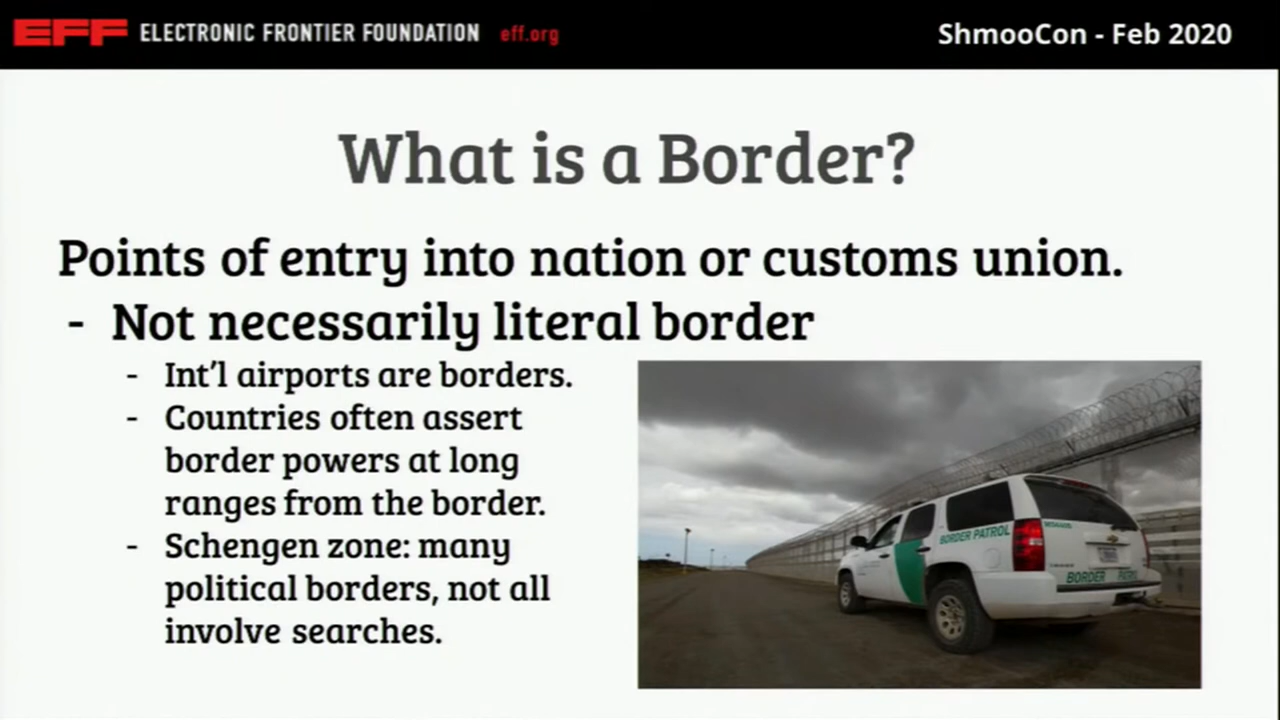 EFF ELECTRONIC FRONTIER FOUNDATION eff.org
ShmooCon - Feb 2020
What is a Border?
Points of entry into nation or customs union.
- Not necessarily literal border
- Int'l airports are borders.
- Countries often assert
border powers at long
ranges from the border.
- Schengen zone: many
political borders, not all
involve searches.
BORDER PATROL
BORDER PATROL